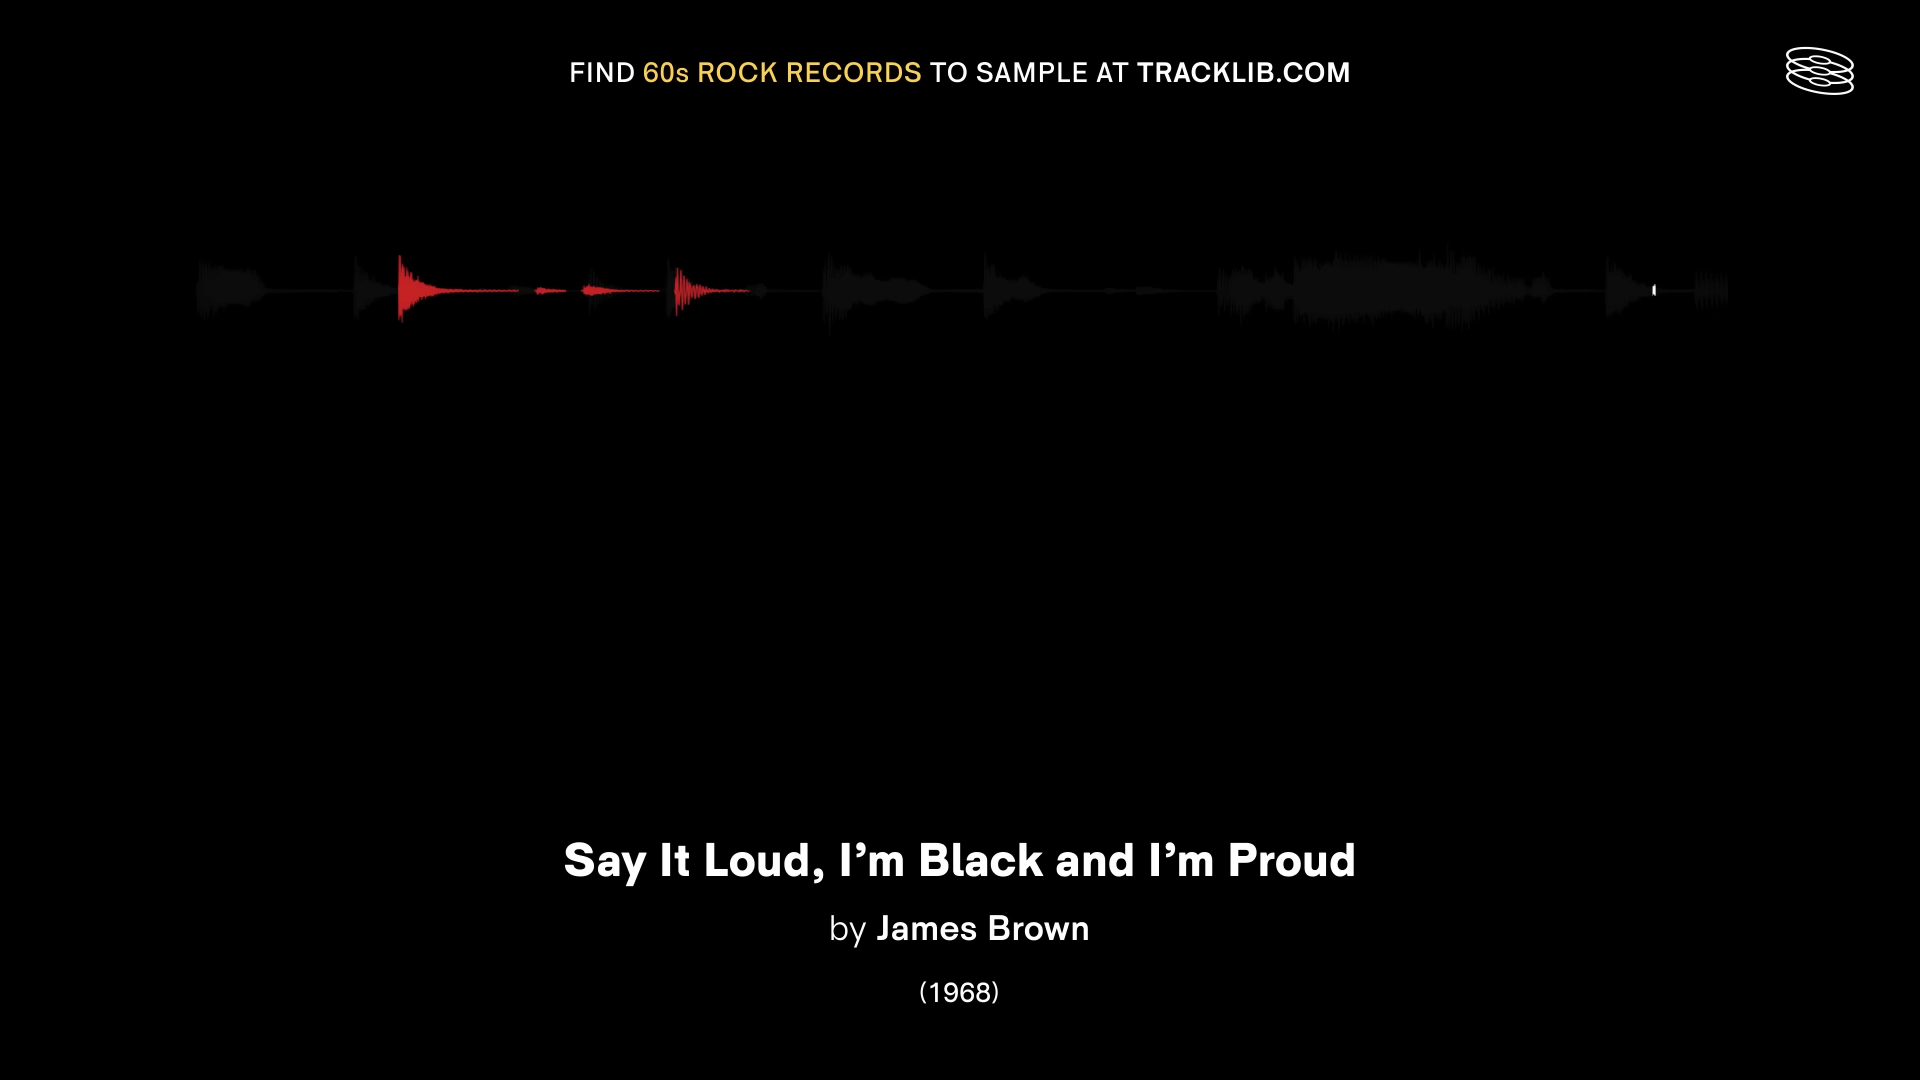 FIND 60s ROCK RECORDS TO SAMPLE AT TRACKLIB.COM
Say It Loud, I’m Black and I’m Proud
by James Brown
(1968)